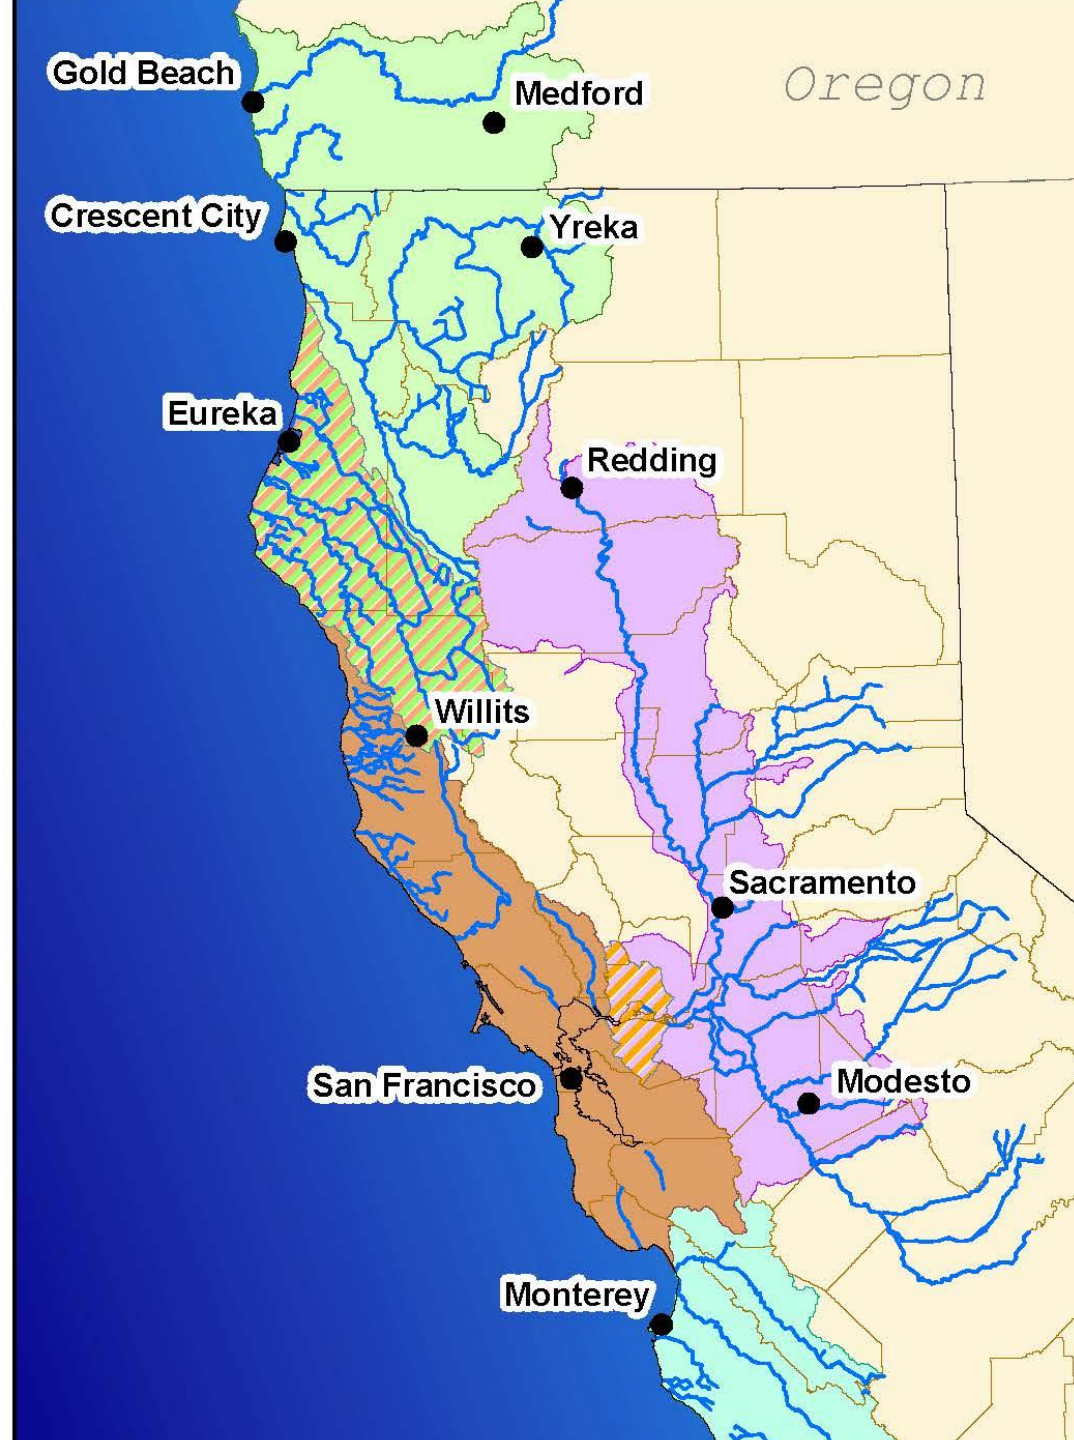 Gold Beach
Medford
Oregon
Crescent City
Yreka
Eureka
Redding
Willits
Sacramento
San Francisco
Modesto
Monterey